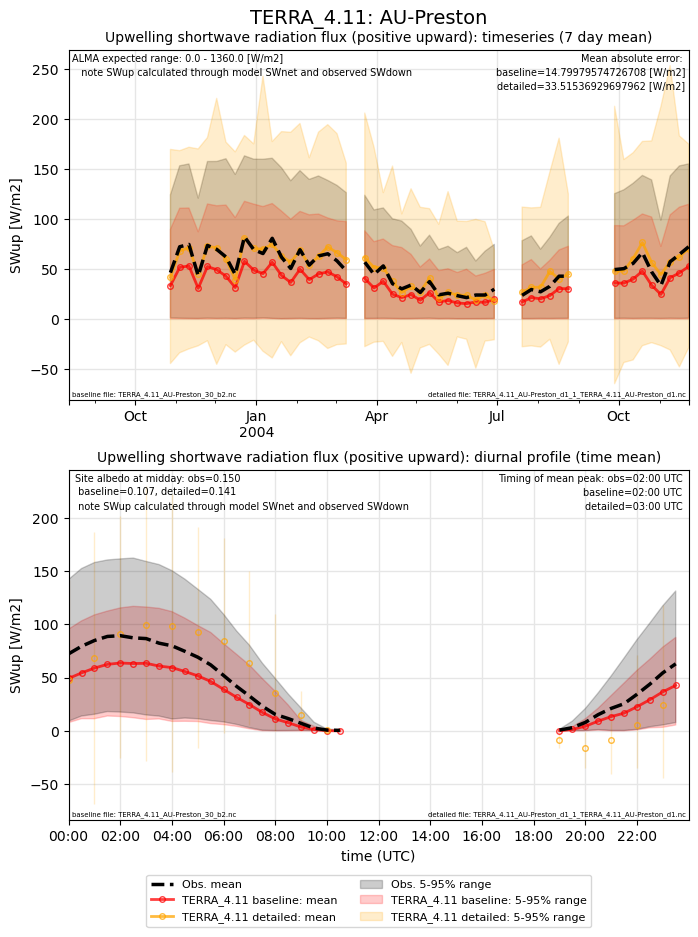 TERRA_4.11: AU-Preston
Upwelling shortwave radiation flux (positive upward): timeseries (7 day mean)
ALMA expected range: 0.0 - 1360.0 [W/m2]
note SWup calculated through model SWnet and observed SWdown
Mean absolute error:
baseline=14.79979574726708 [W/m2]
detailed=33.51536929697962 [W/m2]
250
200
150
100
50
0
−50
SWup [W/m2]
baseline file: TERRA_4.11_AU-Preston_30_b2.nc
detailed file: TERRA_4.11_AU-Preston_d1_1_TERRA_4.11_AU-Preston_d1.nc
Oct
Jan
2004
Apr
Jul
Oct
Upwelling shortwave radiation flux (positive upward): diurnal profile (time mean)
Site albedo at midday: obs=0.150
baseline=0.107, detailed=0.141
note SWup calculated through model SWnet and observed SWdown
Timing of mean peak: obs=02:00 UTC
baseline=02:00 UTC
detailed=03:00 UTC
200
150
100
50
0
−50
SWup [W/m2]
baseline file: TERRA_4.11_AU-Preston_30_b2.nc
detailed file: TERRA_4.11_AU-Preston_d1_1_TERRA_4.11_AU-Preston_d1.nc
00:00 02:00 04:00 06:00 08:00 10:00 12:00 14:00 16:00 18:00 20:00 22:00
time (UTC)
Obs. mean
TERRA_4.11 baseline: mean
TERRA_4.11 detailed: mean
Obs. 5-95% range
TERRA_4.11 baseline: 5-95% range
TERRA_4.11 detailed: 5-95% range